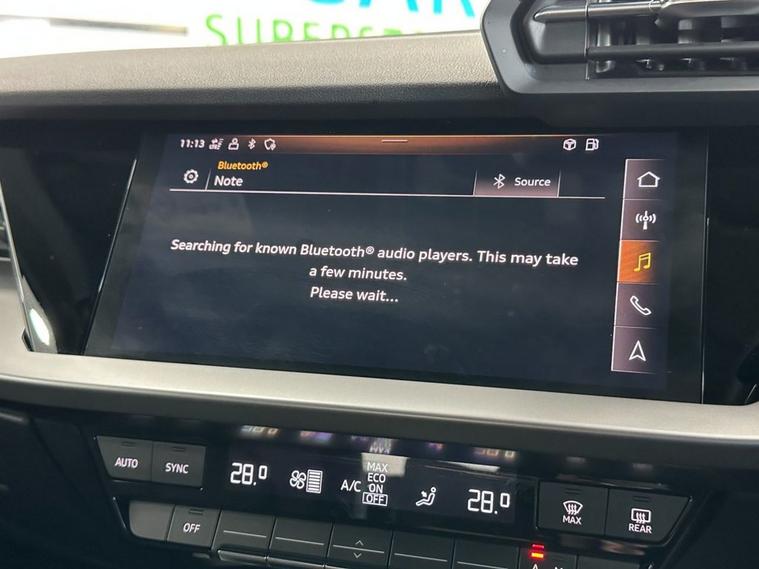 SUPERST
11:13
Bluetooth®
Note
Source
Searching for known Bluetooth® audio players. This may take
a few minutes.
Please wait...
AUTO
SYNC
28.0
A/C
MAX
ECO
ON
OFF
28.0
MAX
REAR
OFF